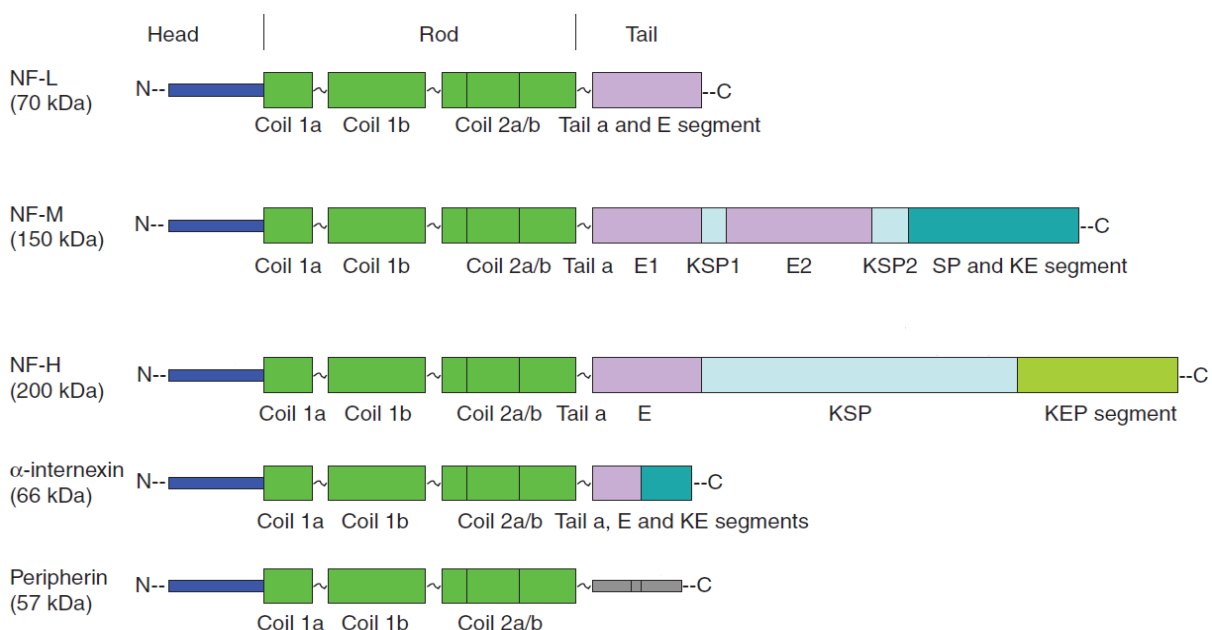 Head Rod Tail
NF-L
(70 kDa)
N-- --C
Coil 1a Coil 1b Coil 2a/b Tail a and E segment
NF-M
(150 kDa)
N-- --C
Coil 1a Coil 1b Coil 2a/b Tail a E1 KSP1 E2 KSP2 SP and KE segment
NF-H
(200 kDa)
N-- --C
Coil 1a Coil 1b Coil 2a/b Tail a E KSP KEP segment
α-internexin
(66 kDa)
N-- --C
Coil 1a Coil 1b Coil 2a/b Tail a, E and KE segments
Peripherin
(57 kDa)
N-- --C
Coil 1a Coil 1b Coil 2a/b